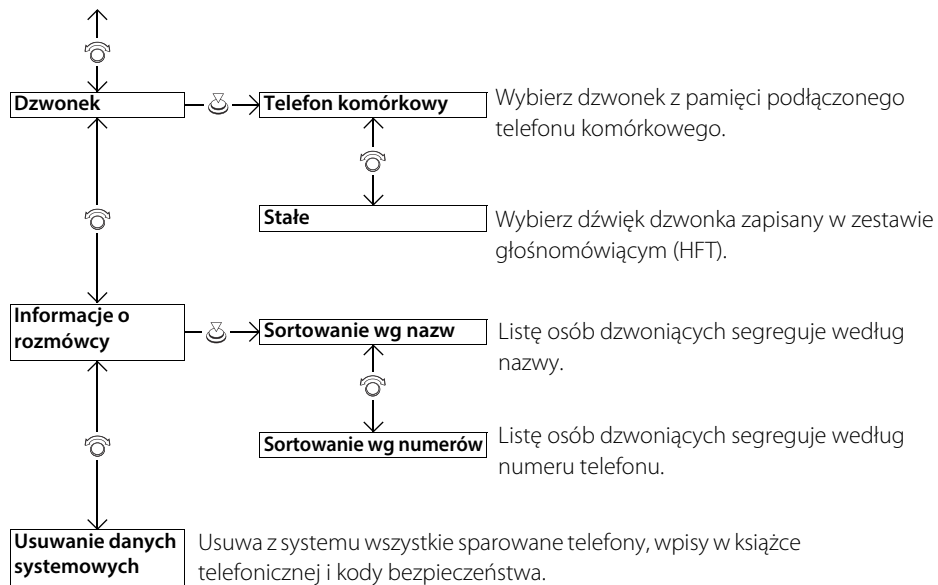 Dzwonek
Telefon komórkowy
Wybierz dzwonek z pamięci podłączonego
telefonu komórkowego.
Stałe
Wybierz dźwięk dzwonka zapisany w zestawie
głośnomówiącym (HFT).
Informacje o
rozmówcy
Sortowanie wg nazw
Listę osób dzwoniących segreguje według
nazwy.
Sortowanie wg numerów
Listę osób dzwoniących segreguje według
numeru telefonu.
Usuwanie danych
systemowych
Usuwa z systemu wszystkie sparowane telefony, wpisy w książce
telefonicznej i kody bezpieczeństwa.